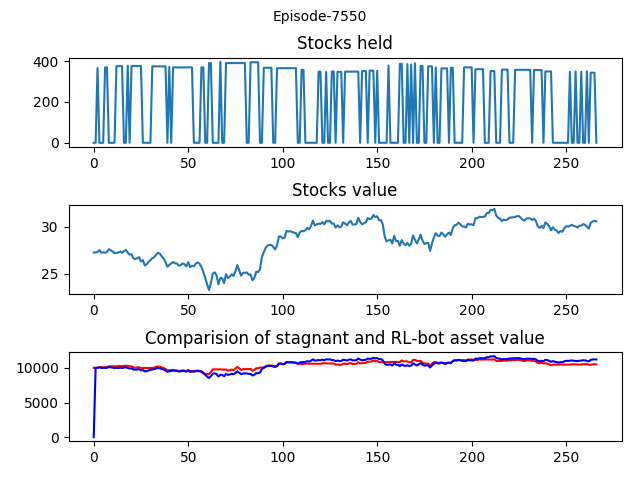 Episode-7550
Stocks held
400
200
0
0 50 100 150 200 250
Stocks value
30
25
0 50 100 150 200 250
Comparision of stagnant and RL-bot asset value
10000
5000
0
0 50 100 150 200 250